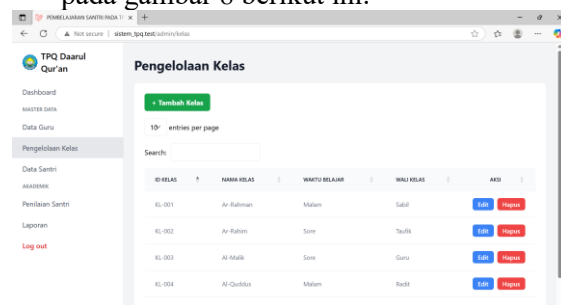 pada gambar 8 berikut ini:
PEMBELAJARAN SANTRI PADA T
Not secure | sistem_tpq.test/admin/kelas
TPQ Daarul
Qur'an
Dashboard
MASTER DATA
Data Guru
Pengelolaan Kelas
Data Santri
AKADEMIK
Penilaian Santri
Laporan
Log out
Pengelolaan Kelas
+ Tambah Kelas
10 entries per page
Search:
ID KELAS NAMA KELAS WAKTU BELAJAR WALI KELAS AKSI
KL-001 Ar-Rahman Malam Sabil Edit Hapus
KL-002 Ar-Rahim Sore Taufik Edit Hapus
KL-003 Al-Malik Sore Guru Edit Hapus
KL-004 Al-Quddus Malam Radit Edit Hapus